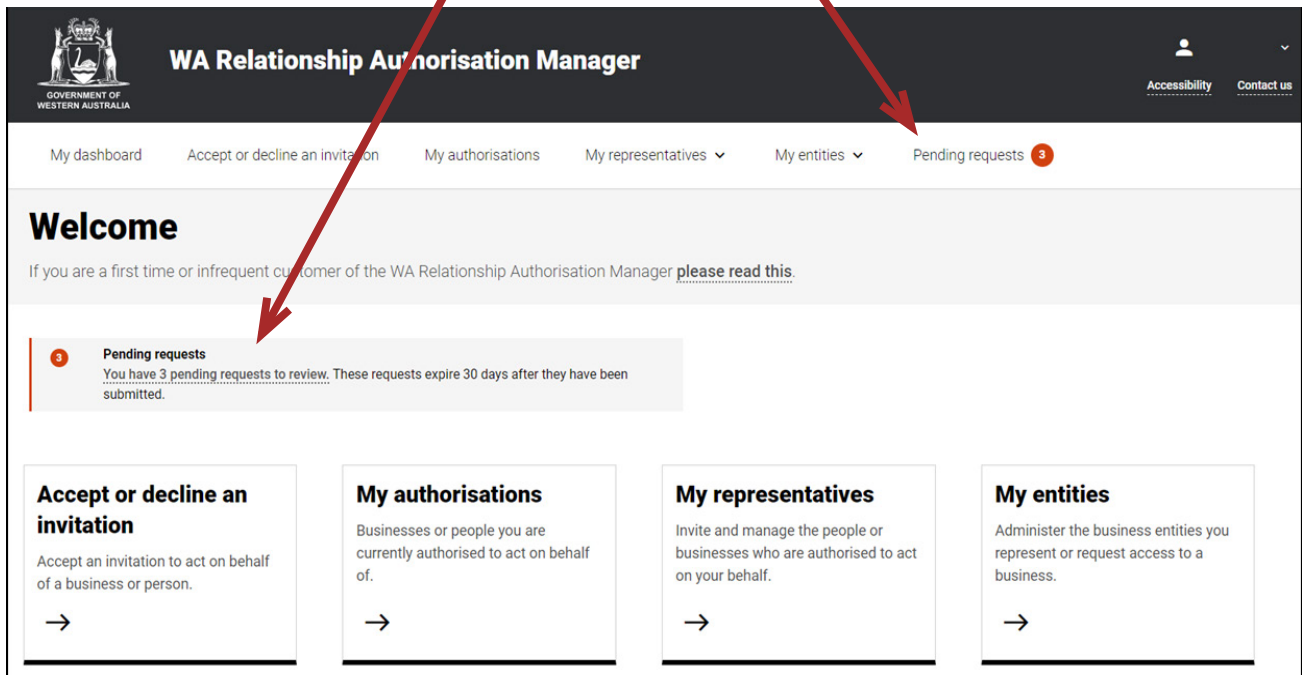 GOVERNMENT OF
WESTERN AUSTRALIA
WA Relationship Authorisation Manager
Accessibility
Contact us
My dashboard
Accept or decline an invitation
My authorisations
My representatives
My entities
Pending requests 3
Welcome
If you are a first time or infrequent customer of the WA Relationship Authorisation Manager please read this.
3
Pending requests
You have 3 pending requests to review. These requests expire 30 days after they have been
submitted.
Accept or decline an
invitation
Accept an invitation to act on behalf
of a business or person.
My authorisations
Businesses or people you are
currently authorised to act on behalf
of.
My representatives
Invite and manage the people or
businesses who are authorised to act
on your behalf.
My entities
Administer the business entities you
represent or request access to a
business.